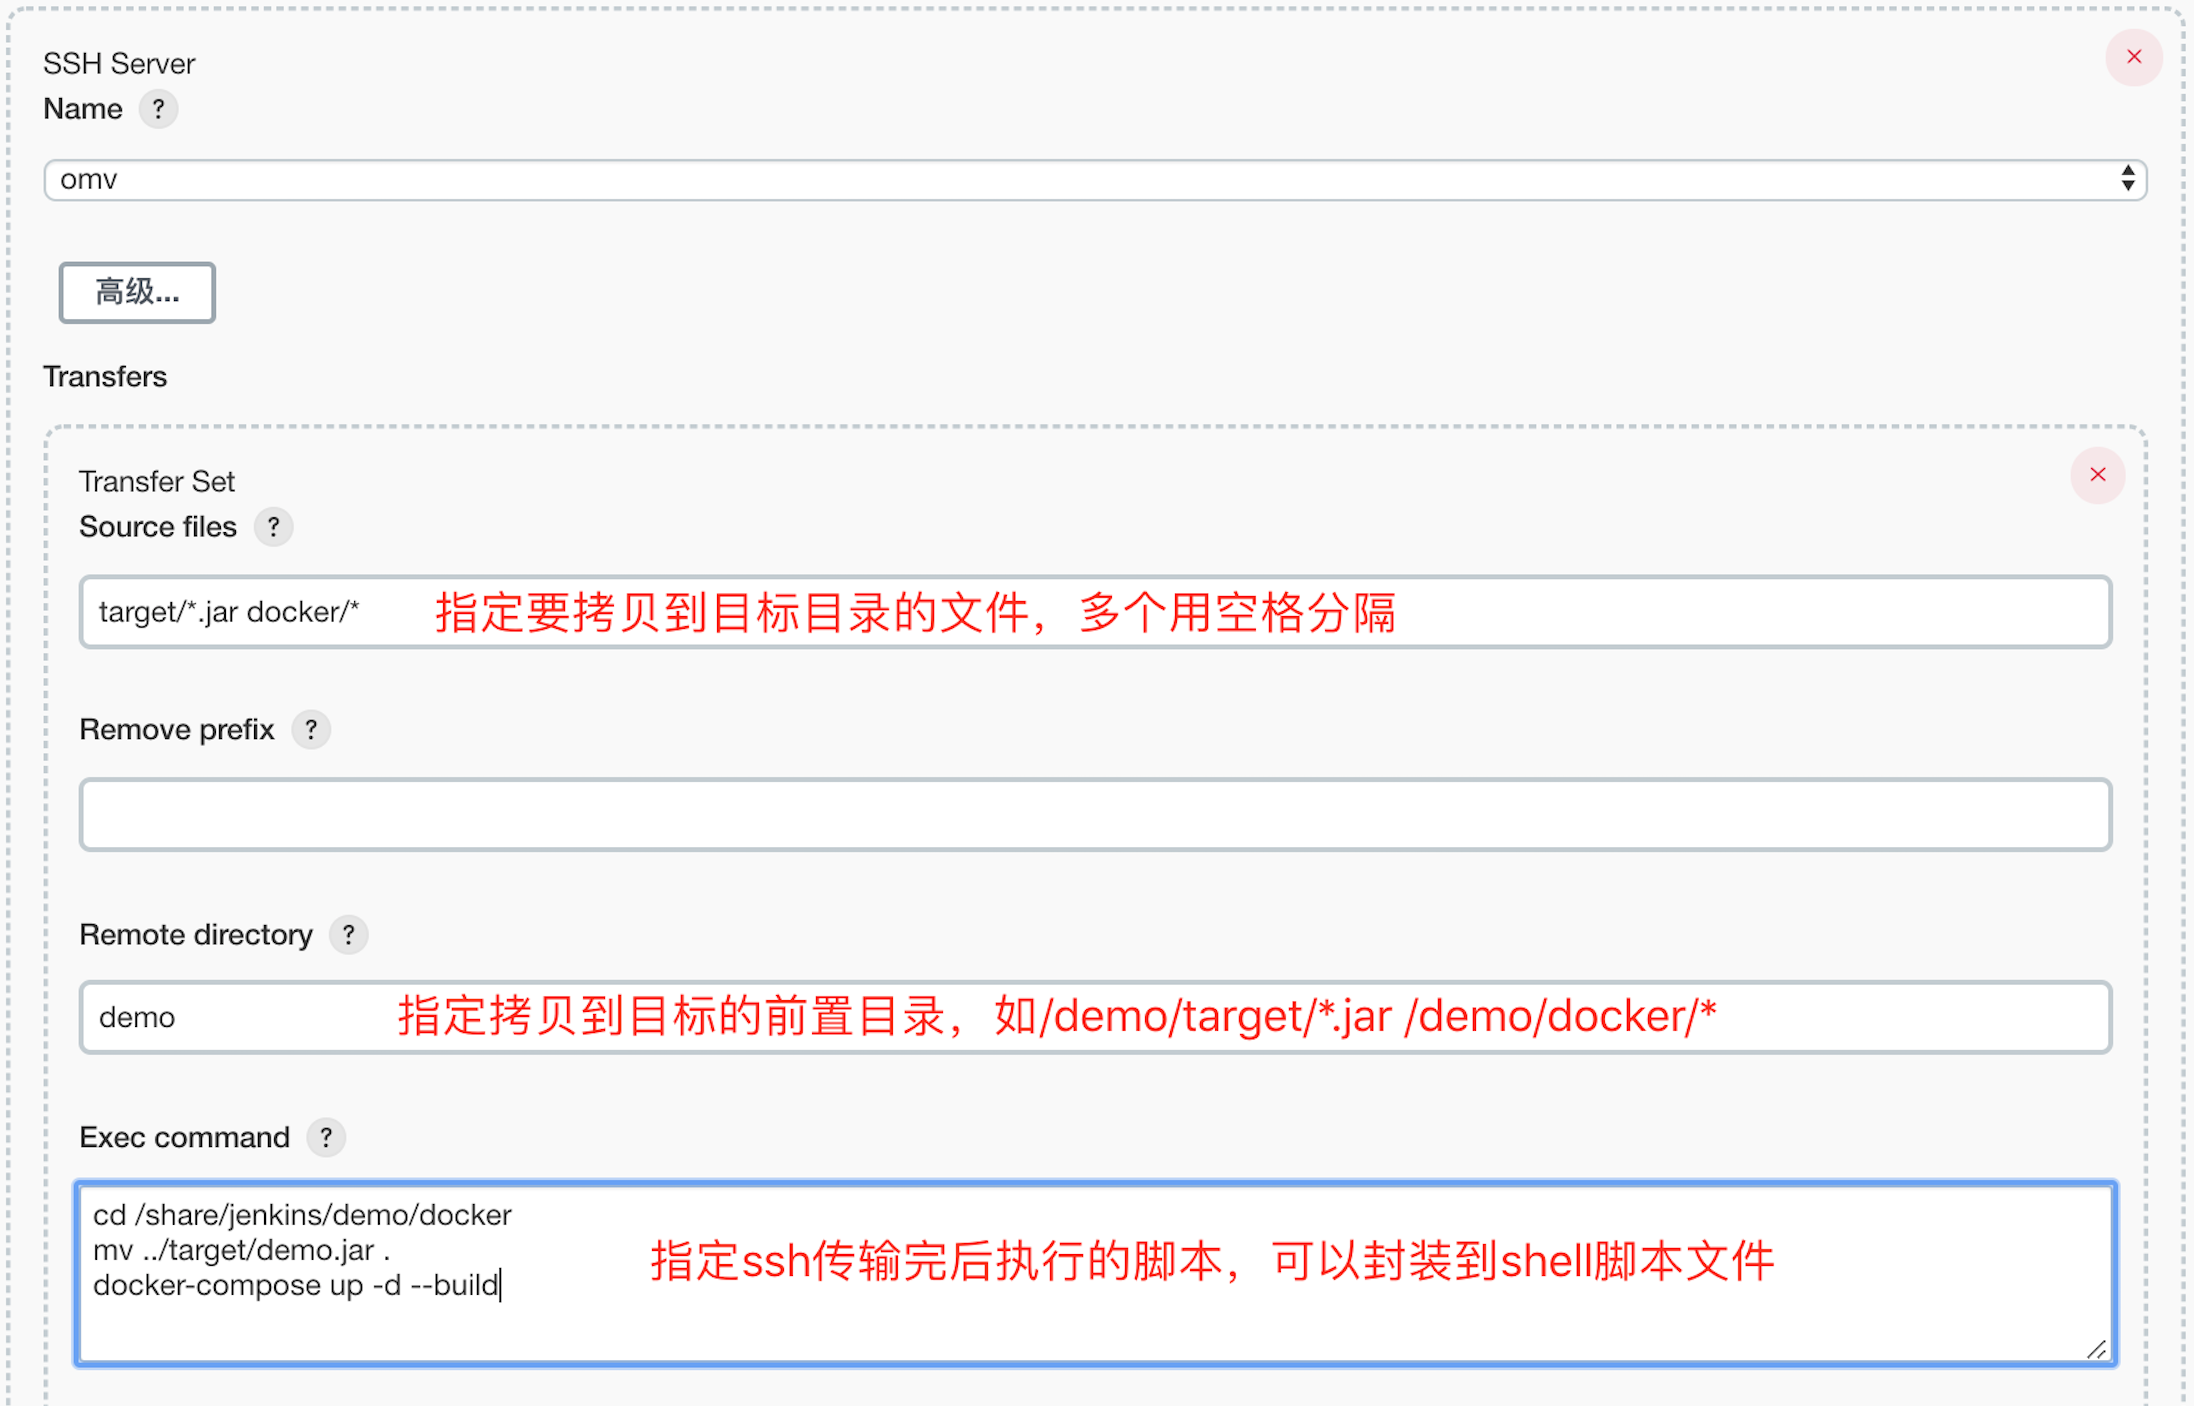 SSH Server
Name ?
omv
高级...
Transfers
Transfer Set
Source files ?
target/*.jar docker/* 指定要拷贝到目标目录的文件，多个用空格分隔
Remove prefix ?
Remote directory ?
demo 指定拷贝到目标的前置目录，如/demo/target/*.jar /demo/docker/*
Exec command ?
cd /share/jenkins/demo/docker
mv ../target/demo.jar .
指定ssh传输完后执行的脚本，可以封装到shell脚本文件
docker-compose up -d --build